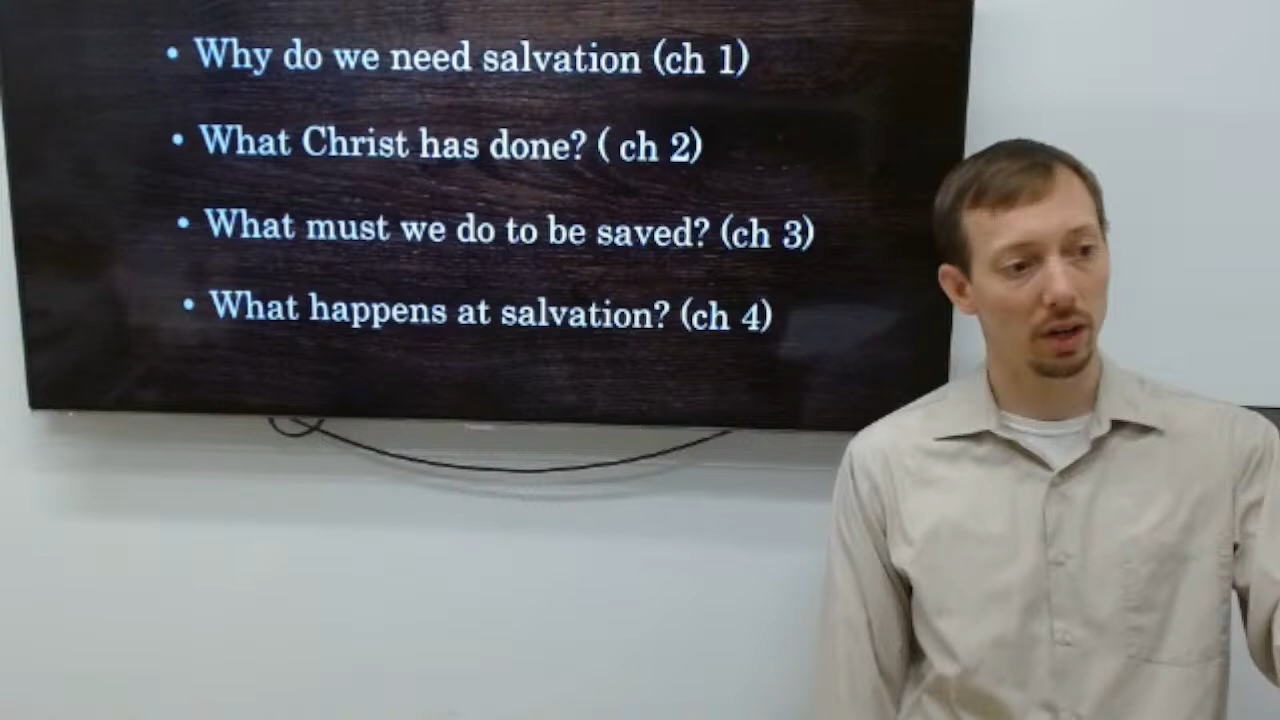 • Why do we need salvation (ch 1)
• What Christ has done? ( ch 2)
• What must we do to be saved? (ch 3)
• What happens at salvation? (ch 4)